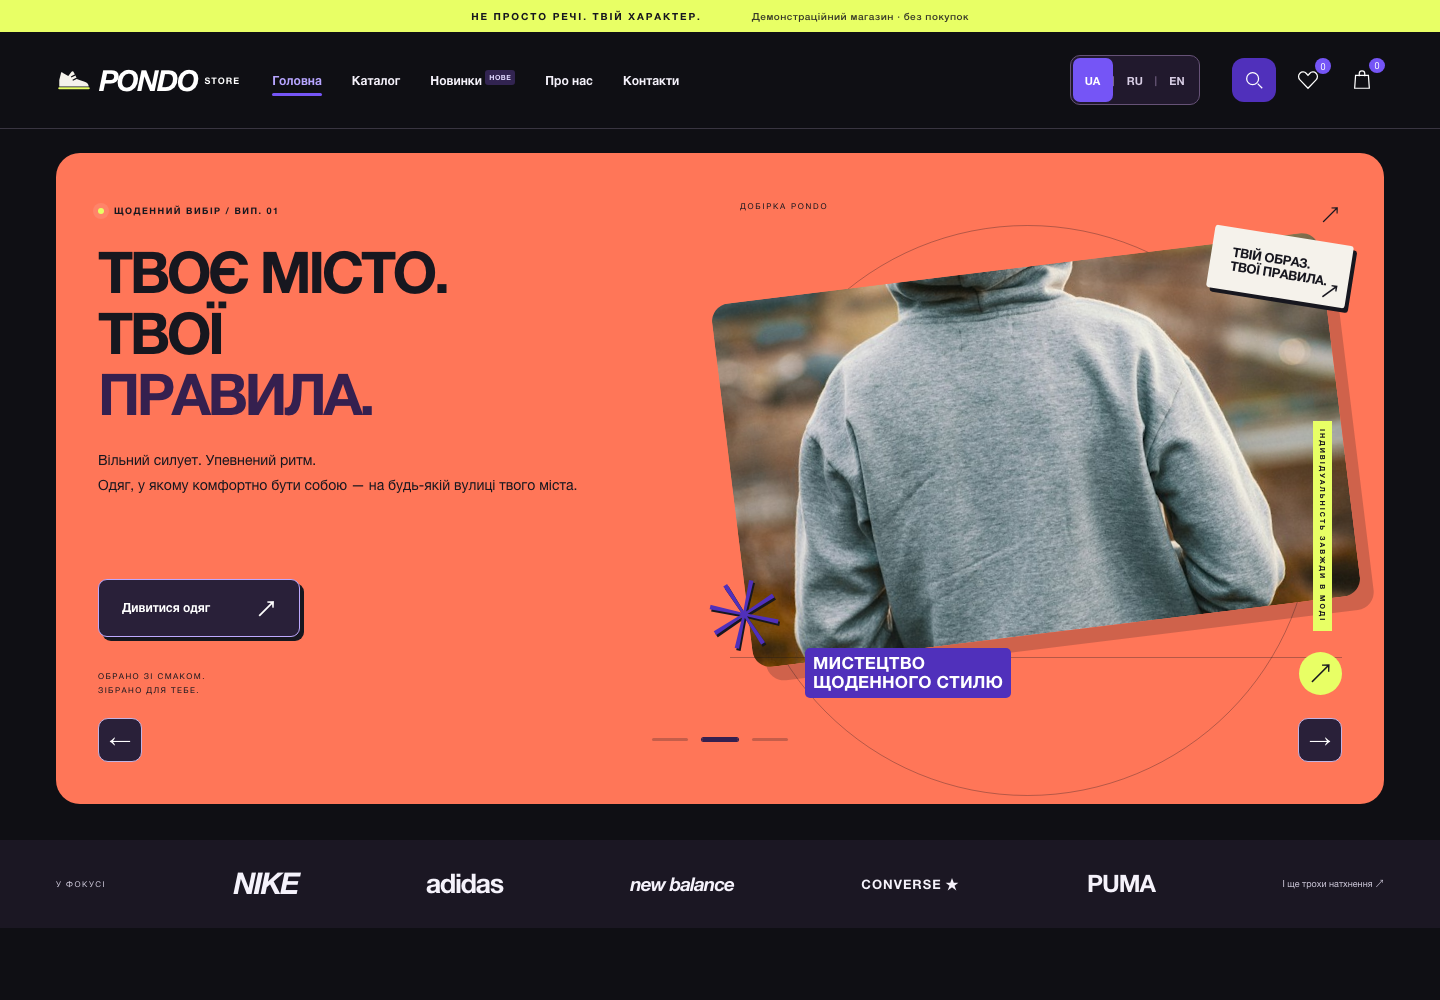 НЕ ПРОСТО РЕЧІ. ТВІЙ ХАРАКТЕР.
Демонстраційний магазин · без покупок
PONDO STORE
Головна
Каталог
Новинки НОВЕ
Про нас
Контакти
UA | RU | EN
0
0
ЩОДЕННИЙ ВИБІР / ВИП. 01
ТВОЄ МІСТО.
ТВОЇ
ПРАВИЛА.
Вільний силует. Упевнений ритм.
Одяг, у якому комфортно бути собою — на будь-якій вулиці твого міста.
Дивитися одяг ↗
ОБРАНО ЗІ СМАКОМ.
ЗІБРАНО ДЛЯ ТЕБЕ.
←
ДОБІРКА PONDO
↗
ТВІЙ ОБРАЗ.
ТВОЇ ПРАВИЛА. ↗
ІНДИВІДУАЛЬНІСТЬ ЗАВЖДИ В МОДІ
МИСТЕЦТВО
ЩОДЕННОГО СТИЛЮ
↗
→
У ФОКУСІ
NIKE
adidas
new balance
CONVERSE ★
PUMA
І ще трохи натхнення ↗